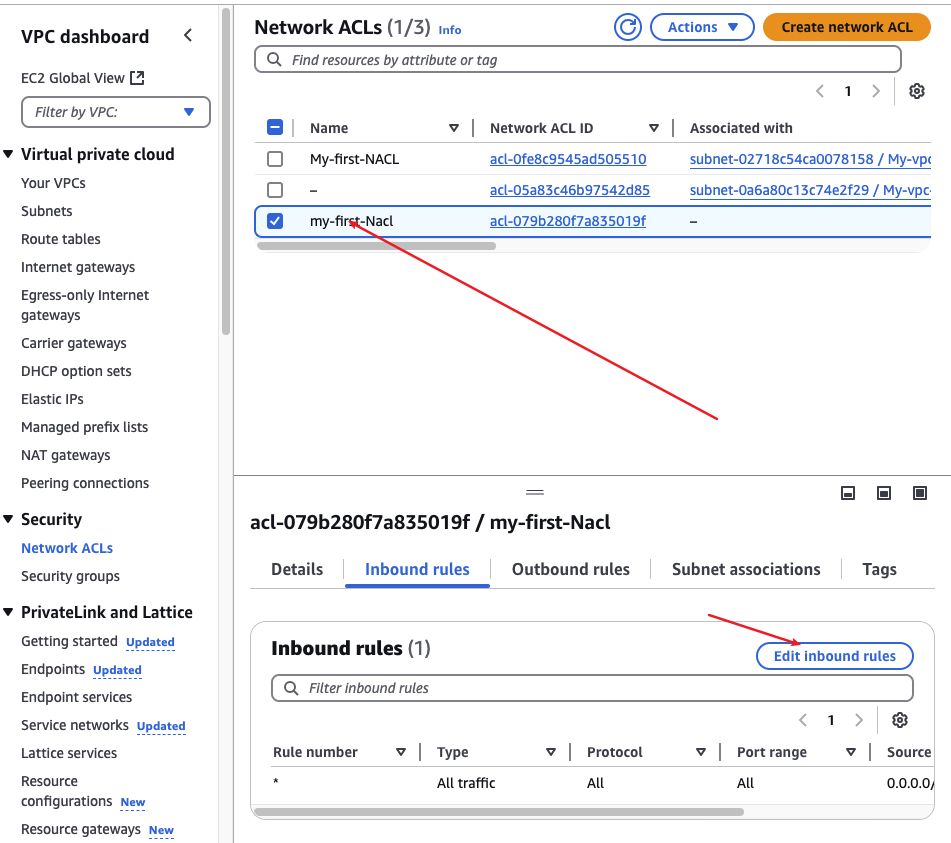 VPC dashboard
EC2 Global View
Filter by VPC:
Virtual private cloud
Your VPCs
Subnets
Route tables
Internet gateways
Egress-only Internet
gateways
Carrier gateways
DHCP option sets
Elastic IPs
Managed prefix lists
NAT gateways
Peering connections
Security
Network ACLs
Security groups
PrivateLink and Lattice
Getting started Updated
Endpoints Updated
Endpoint services
Service networks Updated
Lattice services
Resource
configurations New
Resource gateways New
Network ACLs (1/3) Info
Actions
Create network ACL
Find resources by attribute or tag
1
Name Network ACL ID Associated with
My-first-NACL acl-0fe8c9545ad505510 subnet-02718c54ca0078158 / My-vpc
– acl-05a83c46b97542d85 subnet-0a6a80c13c74e2f29 / My-vpc-
my-first-Nacl acl-079b280f7a835019f –
acl-079b280f7a835019f / my-first-Nacl
Details Inbound rules Outbound rules Subnet associations Tags
Inbound rules (1)
Edit inbound rules
Filter inbound rules
1
Rule number Type Protocol Port range Source
* All traffic All All 0.0.0.0/